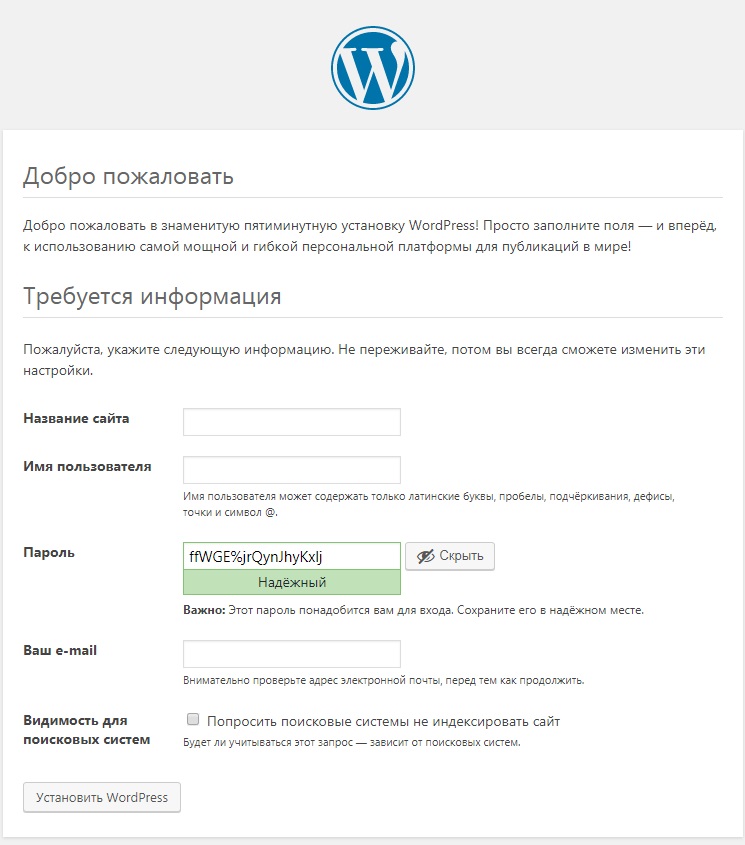 Добро пожаловать
Добро пожаловать в знаменитую пятиминутную установку WordPress! Просто заполните поля — и вперёд,
к использованию самой мощной и гибкой персональной платформы для публикаций в мире!
Требуется информация
Пожалуйста, укажите следующую информацию. Не переживайте, потом вы всегда сможете изменить эти
настройки.
Название сайта
Имя пользователя
Имя пользователя может содержать только латинские буквы, пробелы, подчёркивания, дефисы,
точки и символ @.
Пароль
ffWGE%jrQynJhyKxlj
Скрыть
Надёжный
Важно: Этот пароль понадобится вам для входа. Сохраните его в надёжном месте.
Ваш e-mail
Внимательно проверьте адрес электронной почты, перед тем как продолжить.
Видимость для
поисковых систем
Попросить поисковые системы не индексировать сайт
Будет ли учитываться этот запрос — зависит от поисковых систем.
Установить WordPress